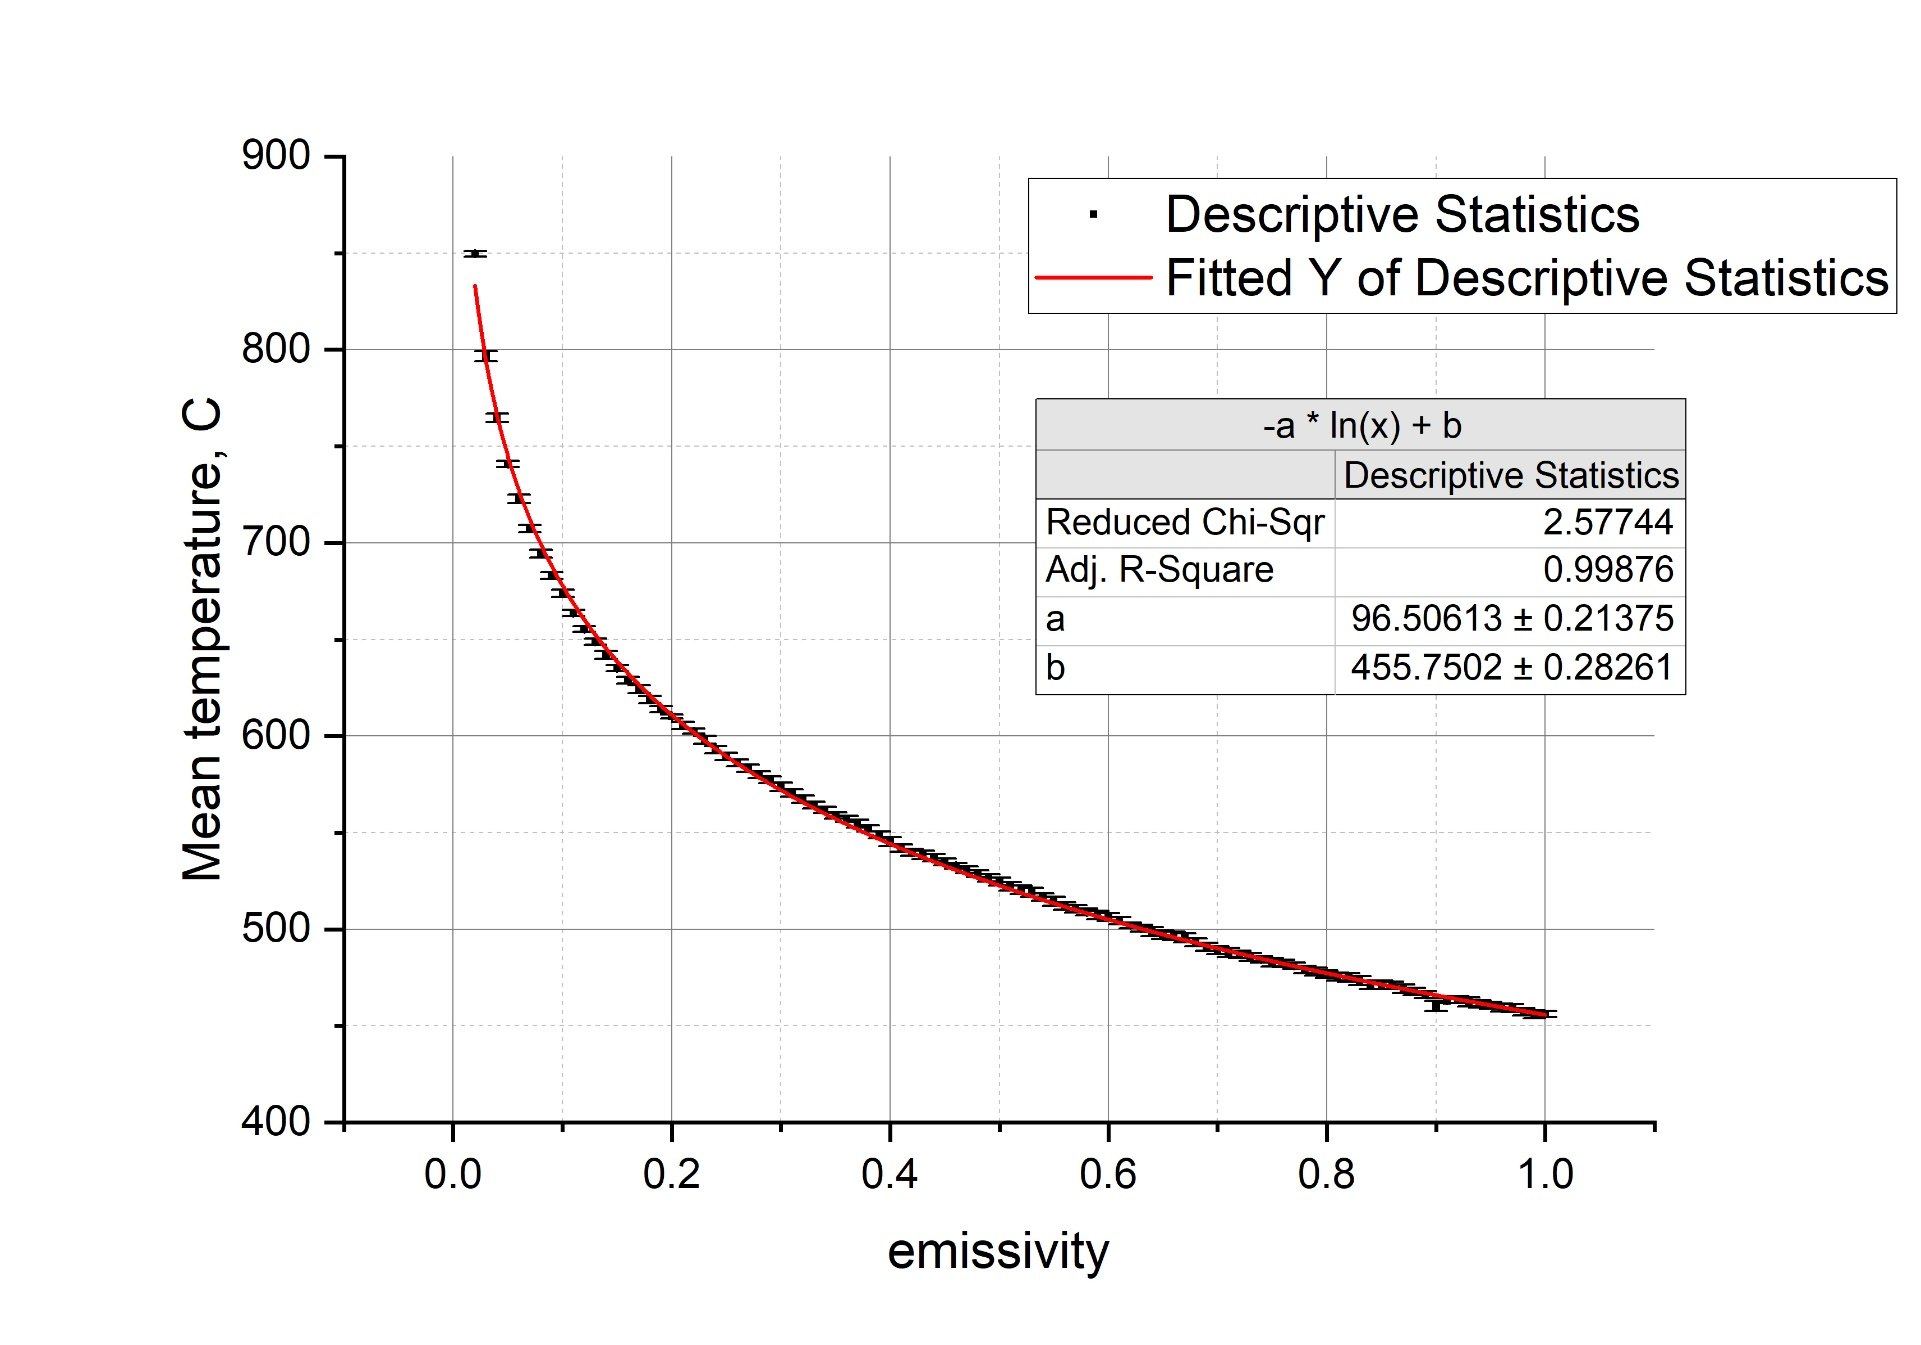 900
800
700
600
500
400
Mean temperature, C
0.0 0.2 0.4 0.6 0.8 1.0
emissivity
Descriptive Statistics
Fitted Y of Descriptive Statistics
-a * ln(x) + b
Descriptive Statistics
Reduced Chi-Sqr 2.57744
Adj. R-Square 0.99876
a 96.50613 ± 0.21375
b 455.7502 ± 0.28261